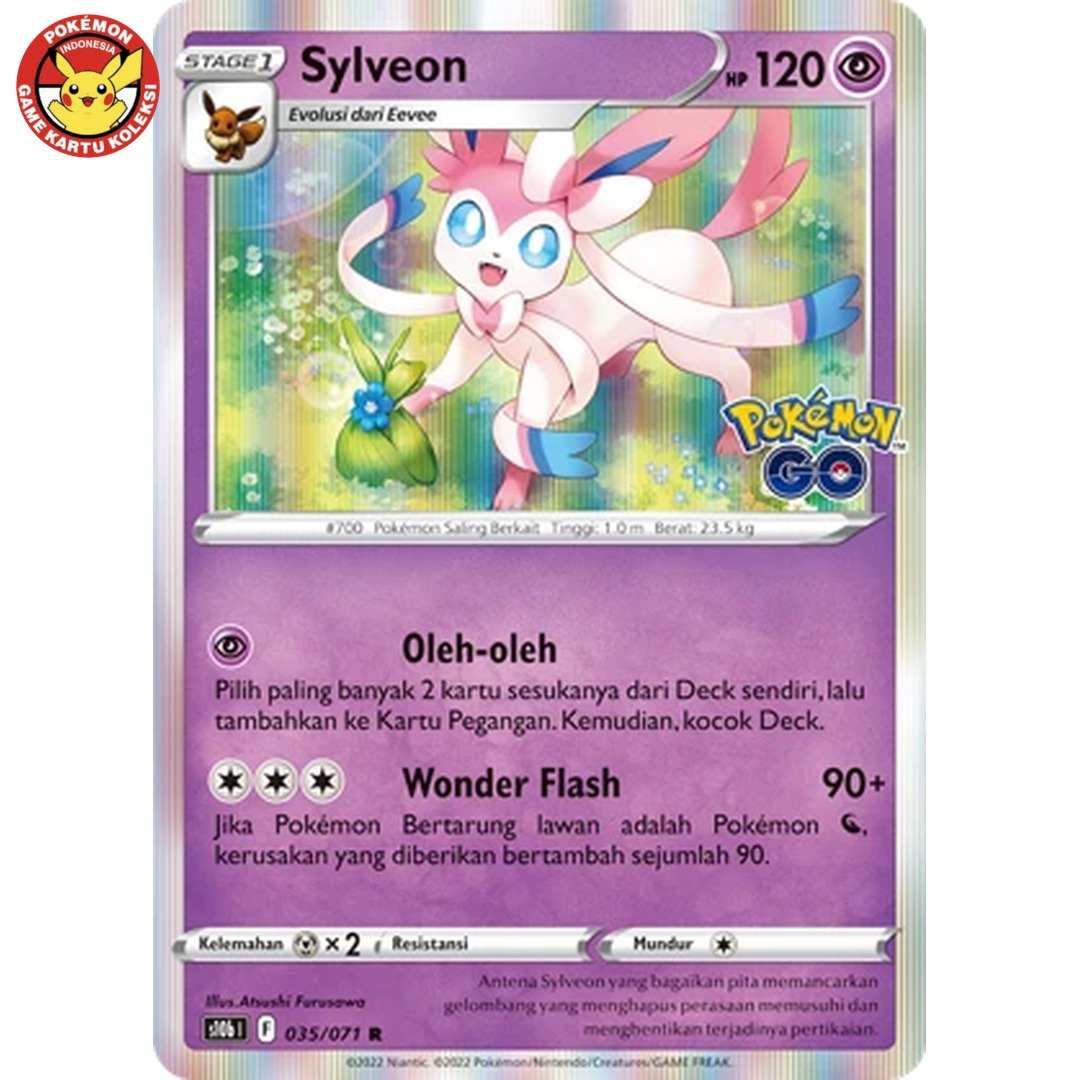 POKÉMON
INDONESIA
GAME KARTU KOLEKSI
STAGE1
Sylveon
HP 120
Evolusi dari Eevee
POKéMON™
GO
#700 Pokémon Saling Berkait Tinggi: 1.0 m Berat: 23.5 kg
Oleh-oleh
Pilih paling banyak 2 kartu sesukanya dari Deck sendiri, lalu
tambahkan ke Kartu Pegangan. Kemudian, kocok Deck.
Wonder Flash 90+
Jika Pokémon Bertarung lawan adalah Pokémon ,
kerusakan yang diberikan bertambah sejumlah 90.
Kelemahan ×2 Resistansi Mundur
Antena Sylveon yang bagaikan pita memancarkan
gelombang yang menghapus perasaan memusuhi dan
menghentikan terjadinya pertikaian.
Illus. Atsushi Furusawa
s10b I F 035/071 R
©2022 Niantic. ©2022 Pokémon/Nintendo/Creatures/GAME FREAK.